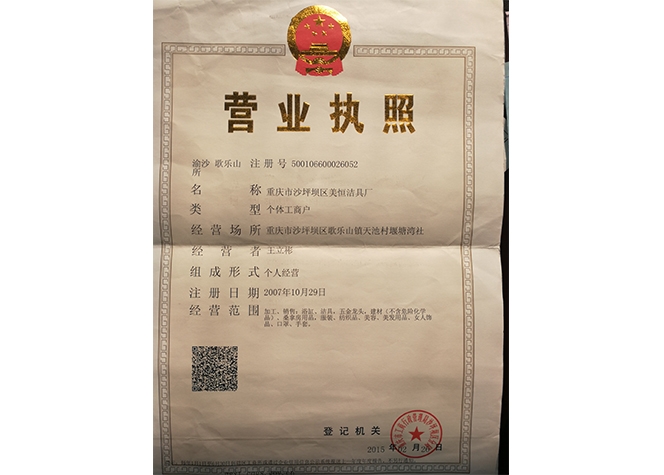 营业执照
渝沙 歌乐山所 注册号 500106600026052
名称 重庆市沙坪坝区美恒洁具厂
类型 个体工商户
经营场所 重庆市沙坪坝区歌乐山镇天池村堰塘湾社
经营者 王立彬
组成形式 个人经营
注册日期 2007年10月29日
经营范围 加工、销售：浴缸、洁具、五金龙头、建材（不含危险化学
品）、桑拿房用品、服装、纺织品、美容、美发用品、女人饰
品、口罩、手套。
登记机关
2015 年 月 日